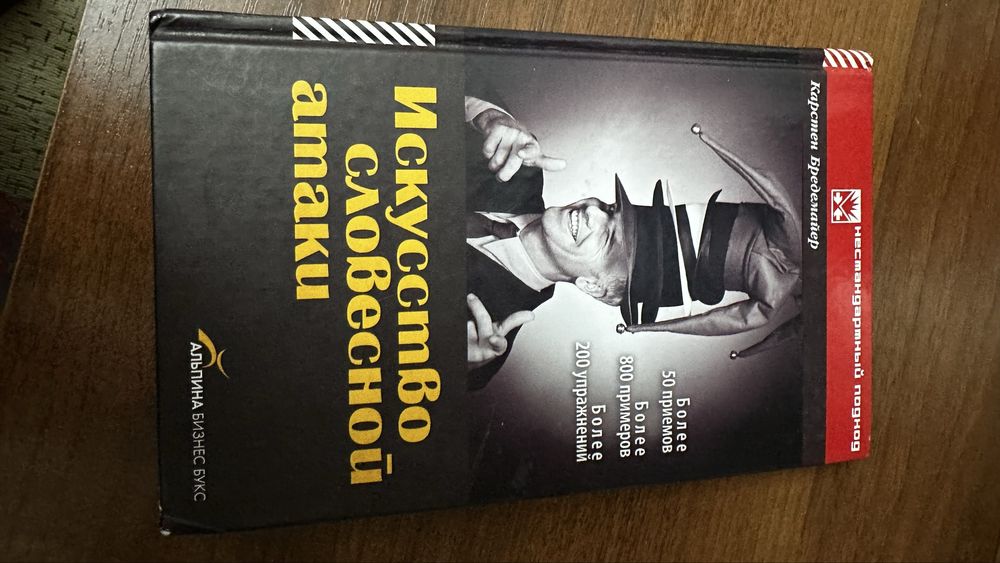 нестандартный подход
Карстен Бредемайер
Более
50 приемов
Более
800 примеров
Более
200 упражнений
Искусство
словесной
атаки
АЛЬПИНА БИЗНЕС БУКС